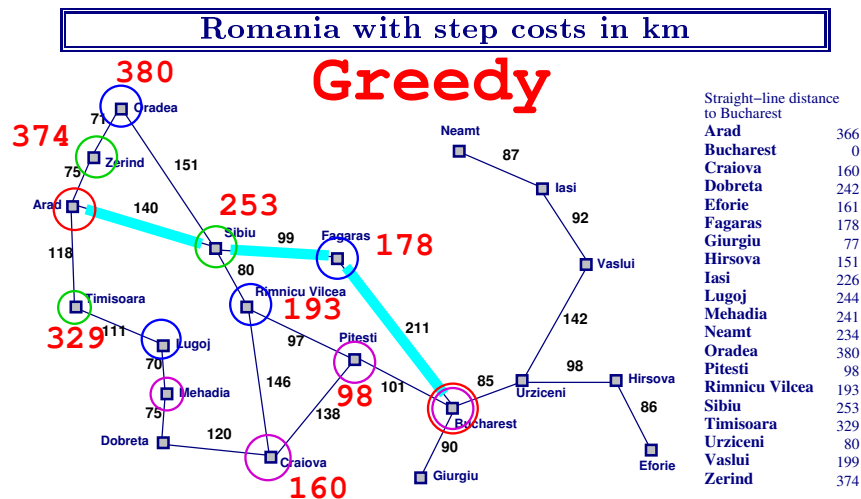 Romania with step costs in km
Greedy
380
Oradea
71
374
Zerind
75
151
Arad
140
253
Sibiu
99
Fagaras
178
118
80
Timisoara
329
111
Lugoj
70
Mehadia
75
Dobreta
120
Rimnicu Vilcea
193
97
Pitesti
98
146
138
101
211
Craiova
160
Bucharest
90
Giurgiu
85
Urziceni
98
Hirsova
86
Eforie
142
Vaslui
92
Iasi
87
Neamt
Straight−line distance
to Bucharest
Arad 366
Bucharest 0
Craiova 160
Dobreta 242
Eforie 161
Fagaras 178
Giurgiu 77
Hirsova 151
Iasi 226
Lugoj 244
Mehadia 241
Neamt 234
Oradea 380
Pitesti 98
Rimnicu Vilcea 193
Sibiu 253
Timisoara 329
Urziceni 80
Vaslui 199
Zerind 374